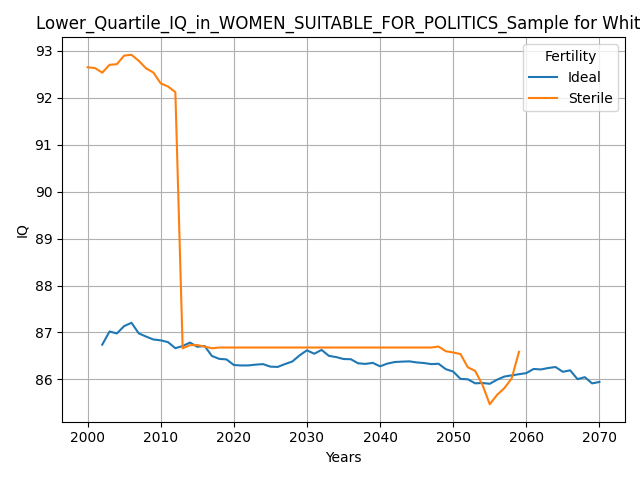 Lower_Quartile_IQ_in_WOMEN_SUITABLE_FOR_POLITICS_Sample for Whit
Fertility
Ideal
Sterile
93
92
91
90
89
88
87
86
IQ
2000 2010 2020 2030 2040 2050 2060 2070
Years